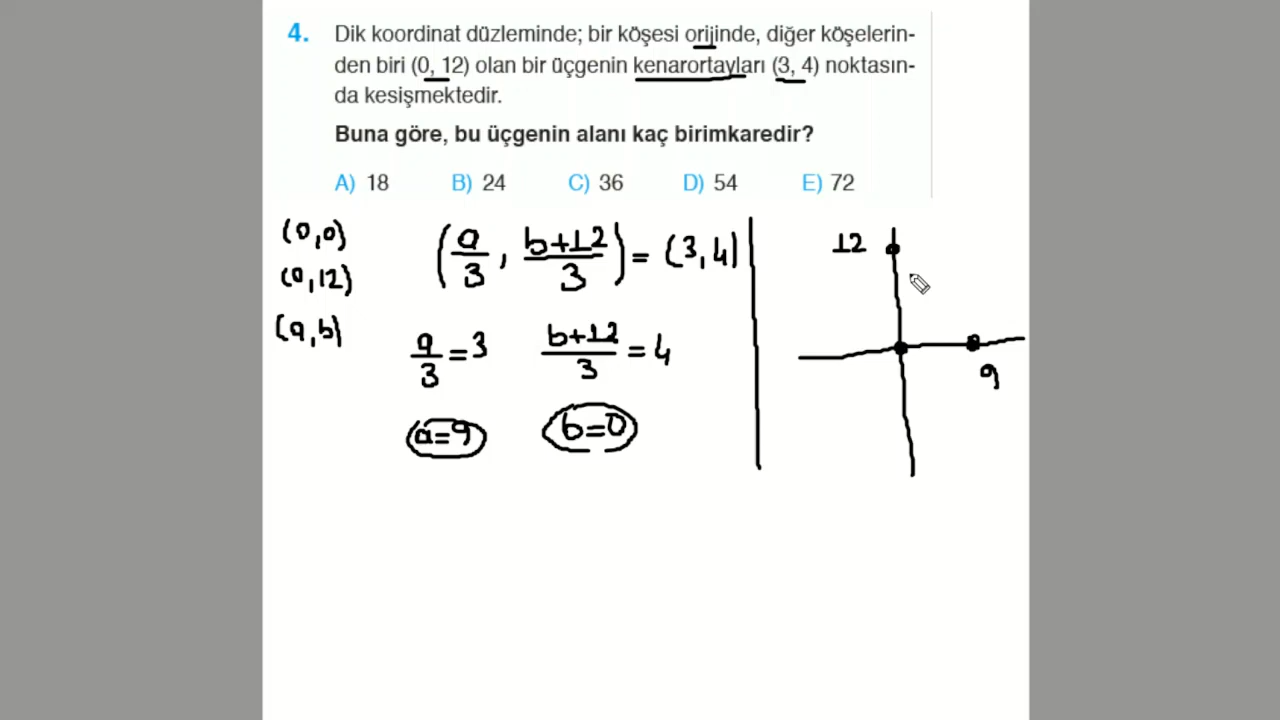 4. Dik koordinat düzleminde; bir köşesi orijinde, diğer köşelerin-
den biri (0, 12) olan bir üçgenin kenarortayları (3, 4) noktasın-
da kesişmektedir.
Buna göre, bu üçgenin alanı kaç birimkaredir?
A) 18 B) 24 C) 36 D) 54 E) 72
(0,0)
(0,12)
(a,b)
(a/3, b+12/3) = (3,4)
a/3 = 3 b+12/3 = 4
a=9 b=0
12
9